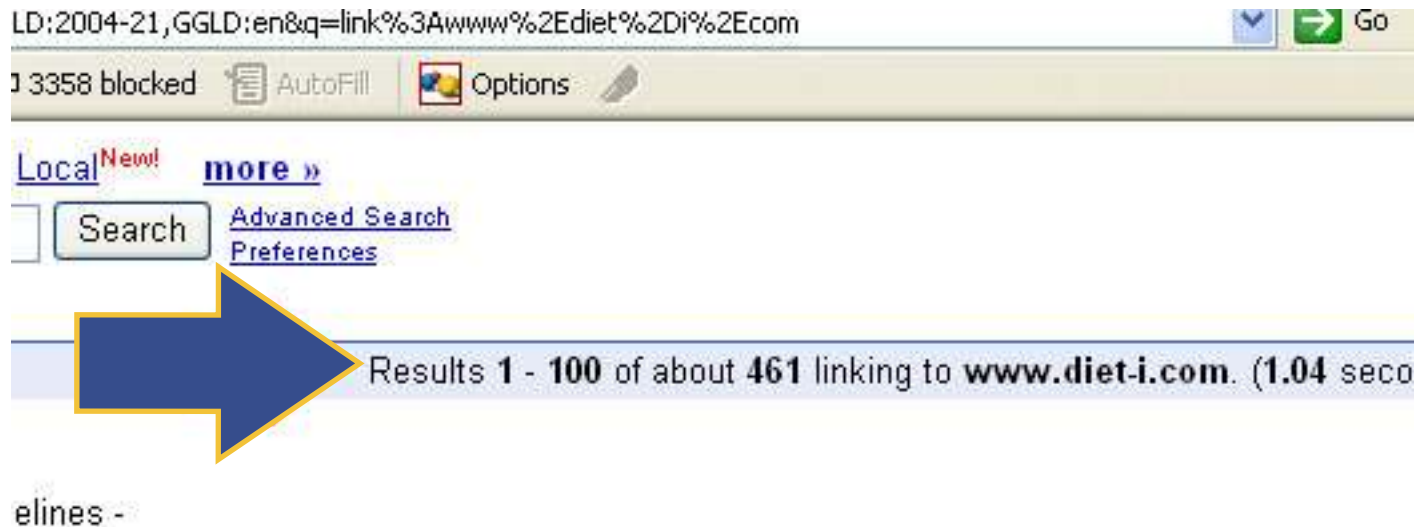 LD:2004-21,GGLD:en&q=link%3Awww%2Ediet%2Di%2Ecom Go
3358 blocked AutoFill Options
Local New! more »
Search Advanced Search
Preferences
Results 1 - 100 of about 461 linking to www.diet-i.com. (1.04 seco
elines -